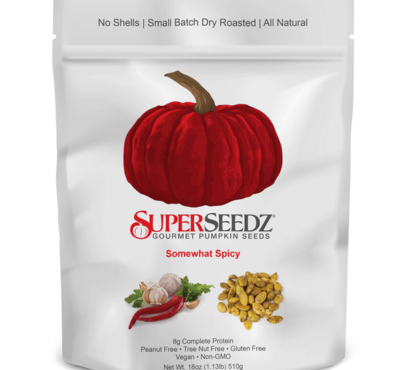 No Shells | Small Batch Dry Roasted | All Natural
SUPERSEEDZ®
GOURMET PUMPKIN SEEDS
Somewhat Spicy
8g Complete Protein
Peanut Free • Tree Nut Free • Gluten Free
Vegan • Non-GMO
Net Wt. 18oz (1.13lb) 510g